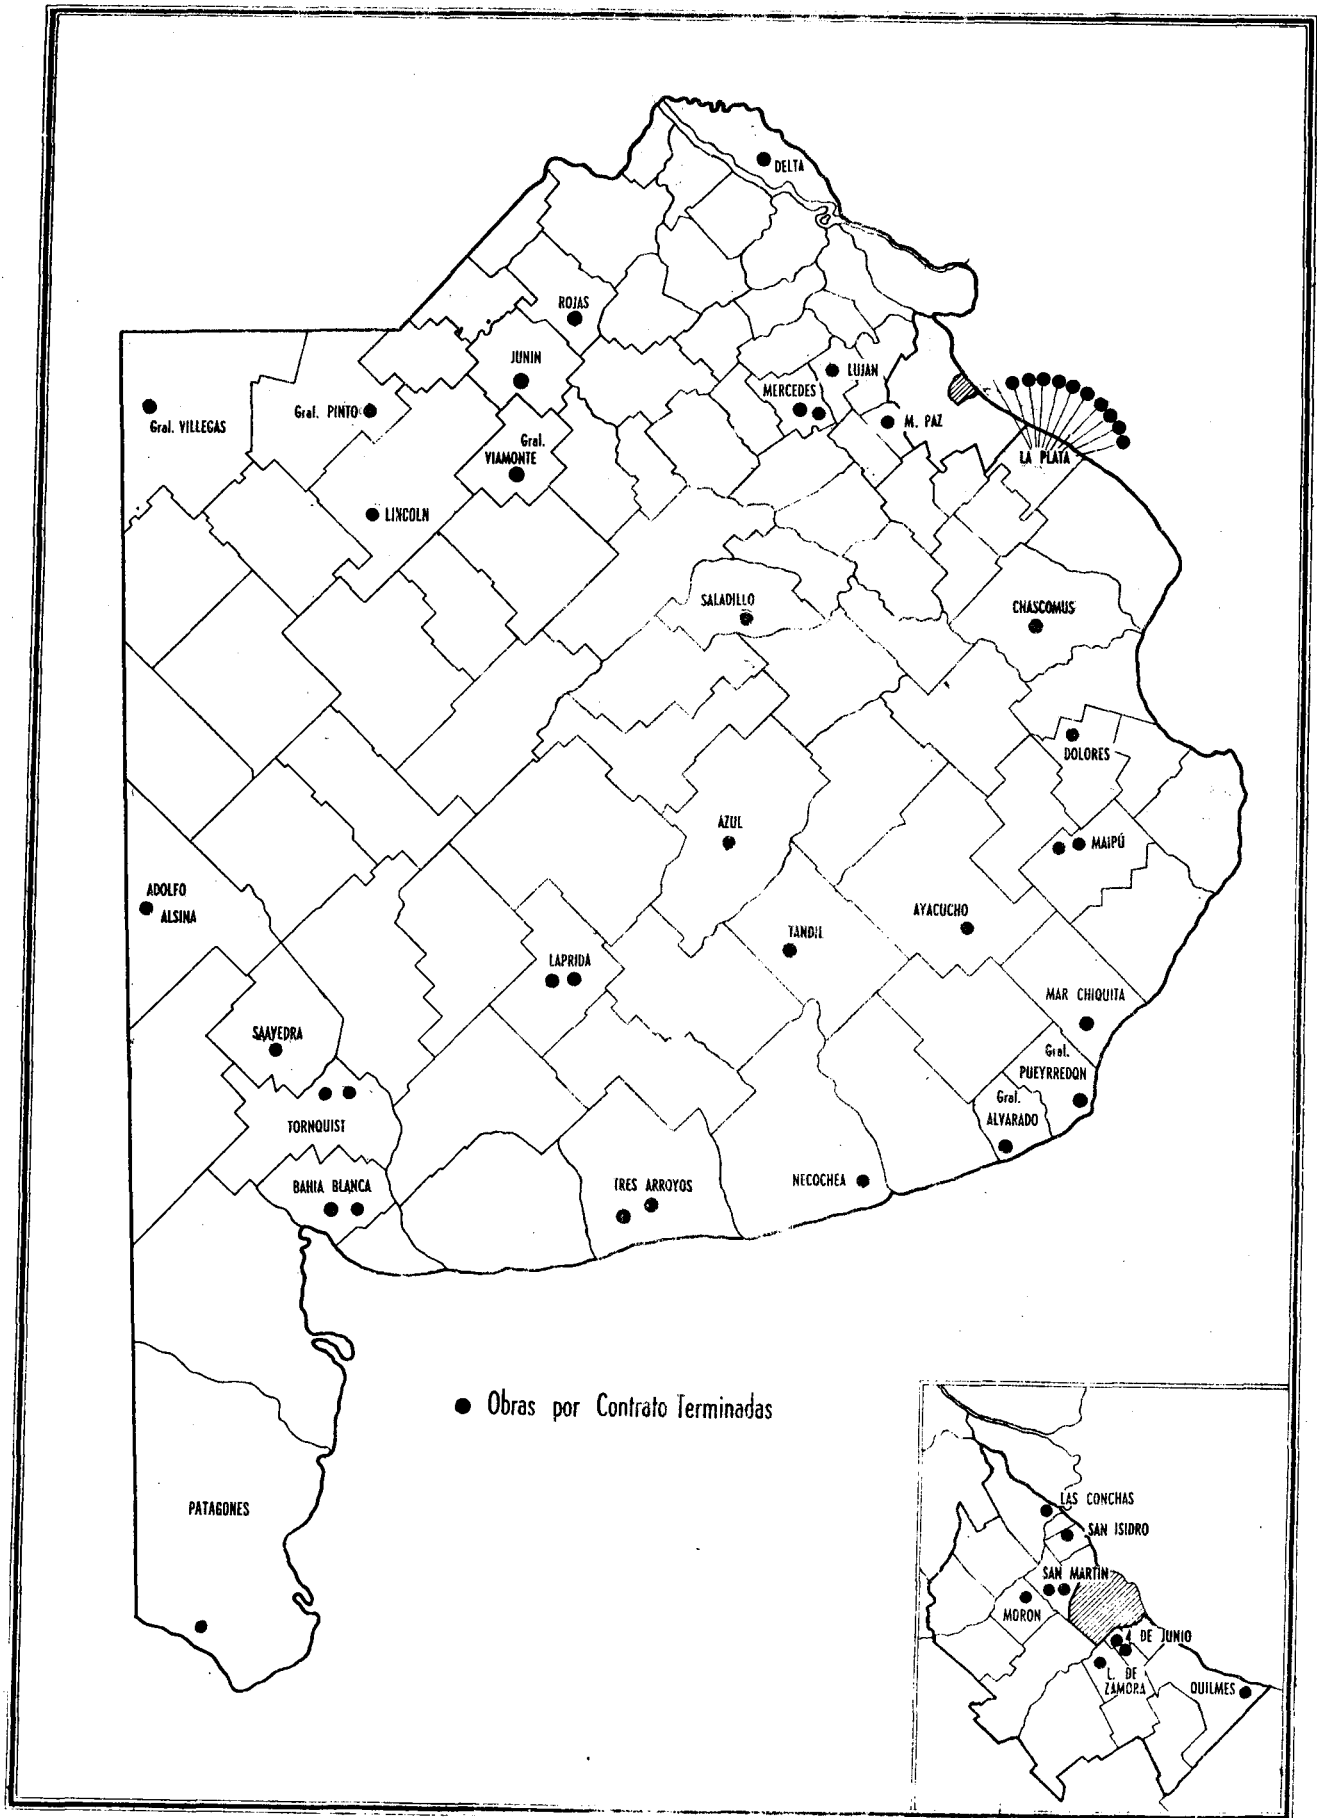 DELTA
ROJAS
JUNIN
LUJAN
MERCEDES
Gral. PINTO
Gral. VILLEGAS
M. PAZ
Gral.
VIAMONTE
LA PLATA
LINCOLN
SALADILLO
CHASCOMUS
DOLORES
AZUL
MAIPÚ
ADOLFO
ALSINA
AYACUCHO
TANDIL
LAPRIDA
MAR CHIQUITA
SAAVEDRA
Gral.
PUEYRREDON
Gral.
ALVARADO
TORNQUIST
NECOCHEA
BAHIA BLANCA
TRES ARROYOS
Obras por Contrato Terminadas
PATAGONES
LAS CONCHAS
SAN ISIDRO
SAN MARTIN
MORON
4 DE JUNIO
L. DE
ZAMORA
QUILMES